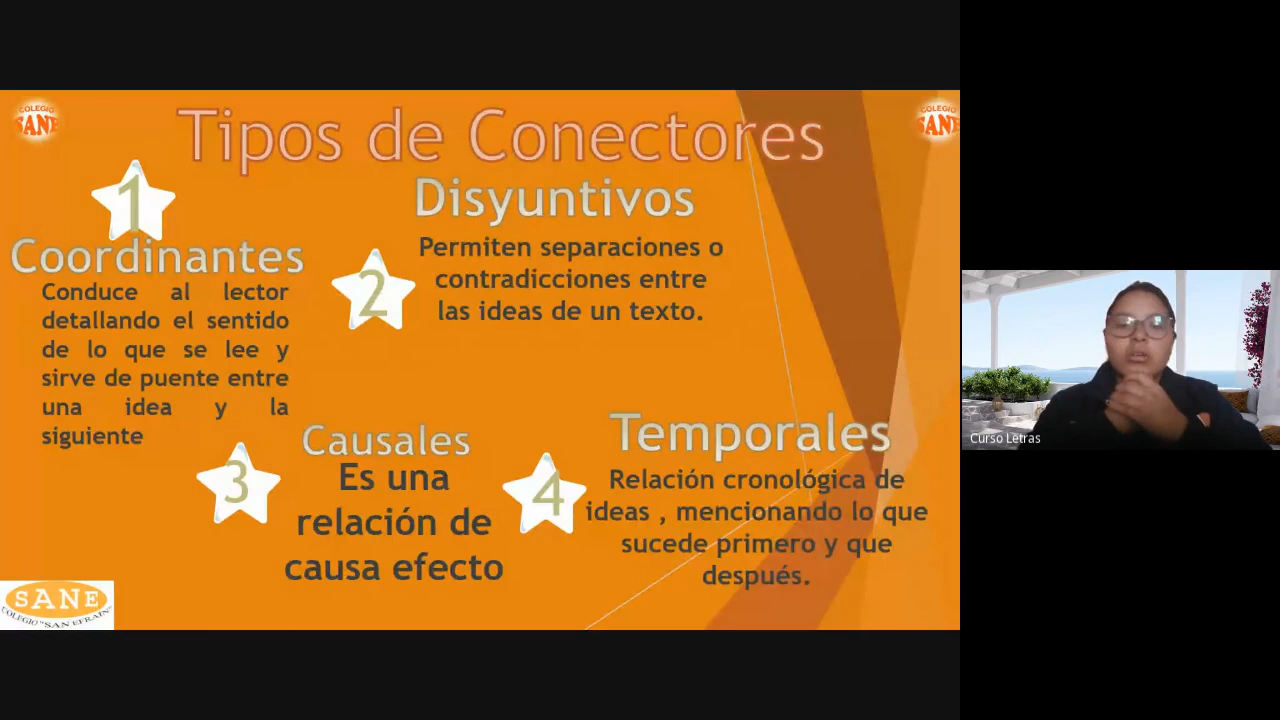 COLEGIO
SANE
COLEGIO
SANE
Tipos de Conectores
1
Coordinantes
Conduce al lector
detallando el sentido
de lo que se lee y
sirve de puente entre
una idea y la
siguiente
2
Disyuntivos
Permiten separaciones o
contradicciones entre
las ideas de un texto.
3
Causales
Es una
relación de
causa efecto
4
Temporales
Relación cronológica de
ideas , mencionando lo que
sucede primero y que
después.
SANE
COLEGIO "SAN EFRAIN"
Curso Letras